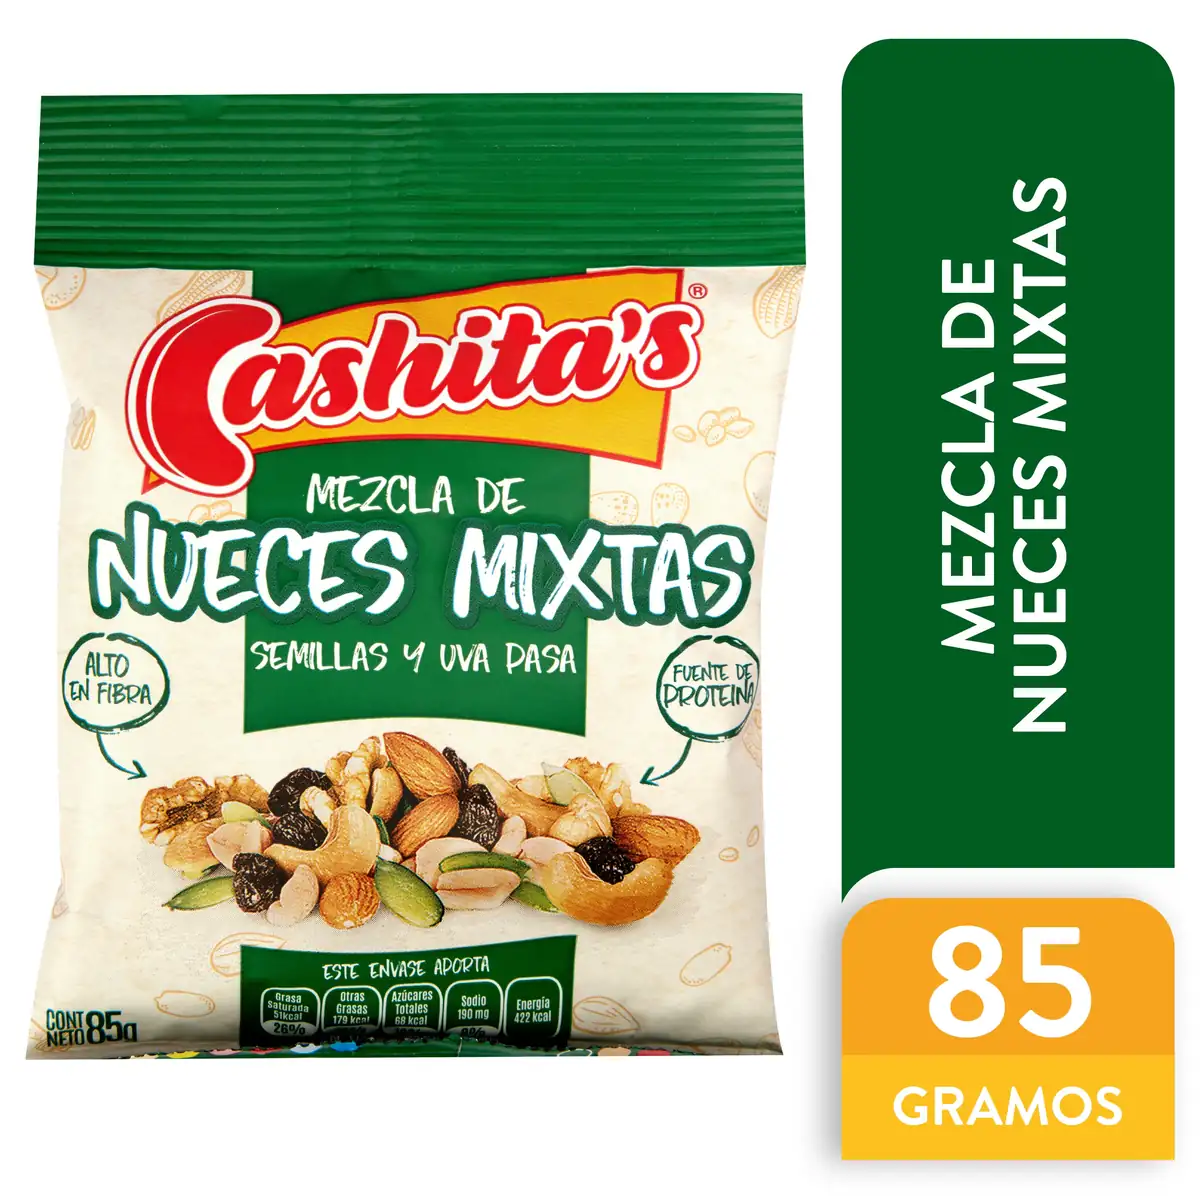 Cashita's®
MEZCLA DE
NUECES MIXTAS
SEMILLAS Y UVA PASA
ALTO
EN FIBRA
FUENTE DE
PROTEINA
ESTE ENVASE APORTA
Grasa
Saturada
51kcal
26%
Otras
Grasas
179 kcal
Azúcares
Totales
68 kcal
Sodio
190 mg
Energía
422 kcal
CONT
NETO 85g
MEZCLA DE
NUECES MIXTAS
85
GRAMOS